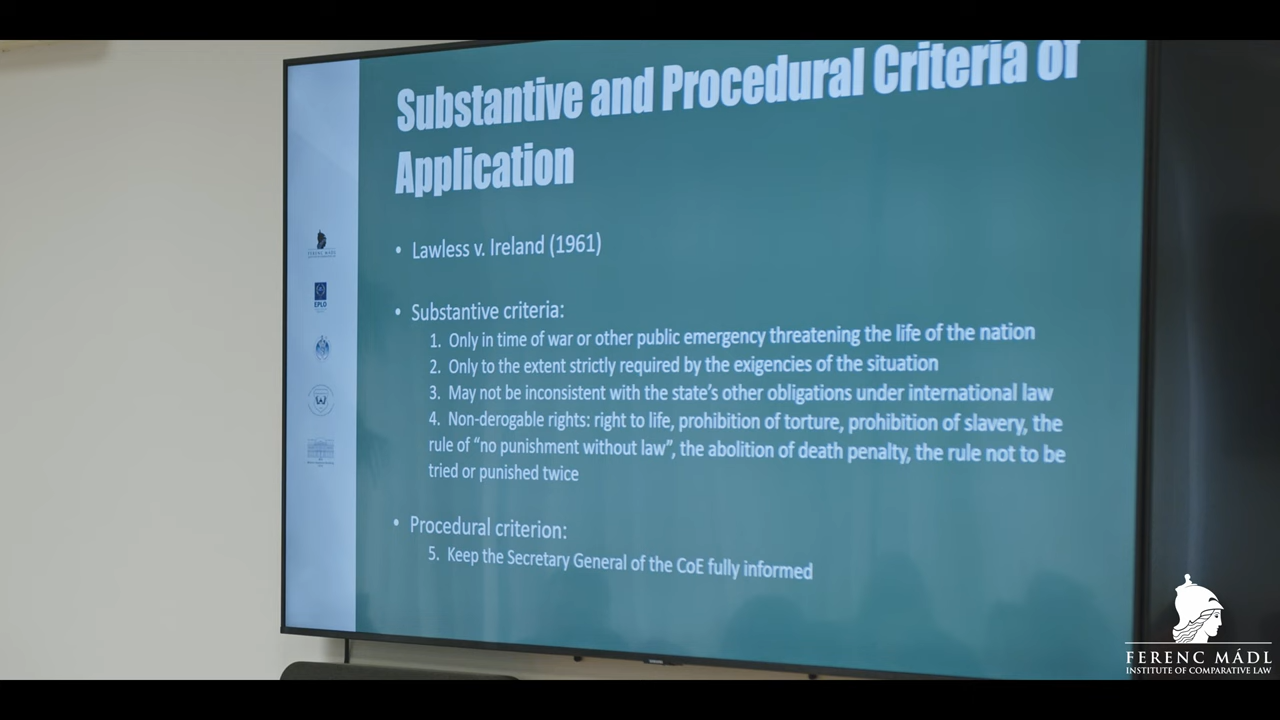 Substantive and Procedural Criteria of
Application
• Lawless v. Ireland (1961)
• Substantive criteria:
1. Only in time of war or other public emergency threatening the life of the nation
2. Only to the extent strictly required by the exigencies of the situation
3. May not be inconsistent with the state's other obligations under international law
4. Non-derogable rights: right to life, prohibition of torture, prohibition of slavery, the
rule of “no punishment without law”, the abolition of death penalty, the rule not to be
tried or punished twice
• Procedural criterion:
5. Keep the Secretary General of the CoE fully informed
FERENC MÁDL
EPLO
FERENC MÁDL
INSTITUTE OF COMPARATIVE LAW